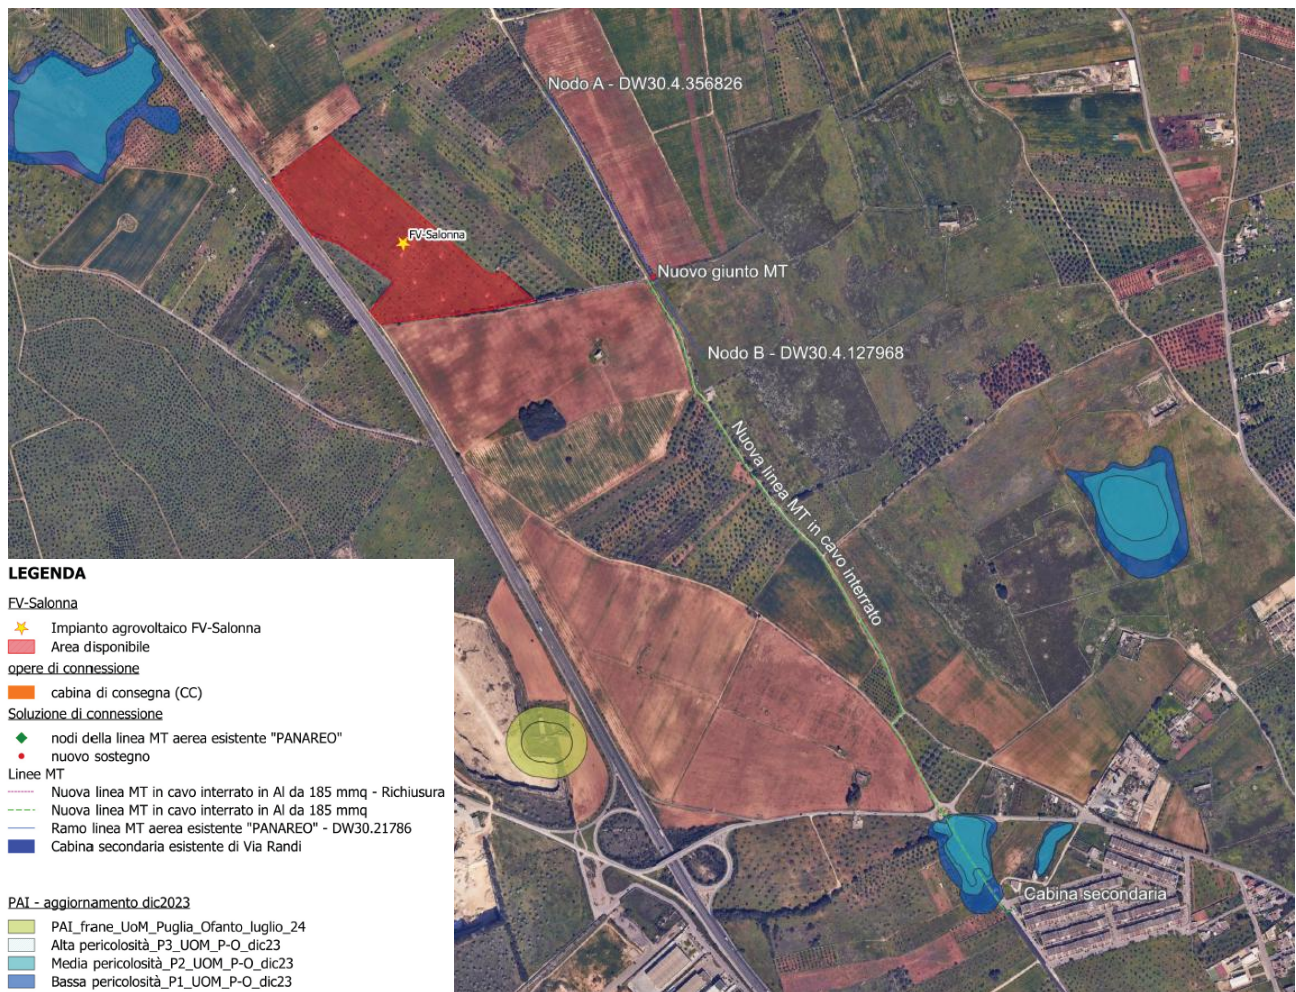 Nodo A - DW30.4.356826
FV-Salonna
Nuovo giunto MT
Nodo B - DW30.4.127968
Nuova linea MT in cavo interrato
Cabina secondaria
LEGENDA
FV-Salonna
Impianto agrovoltaico FV-Salonna
Area disponibile
opere di connessione
cabina di consegna (CC)
Soluzione di connessione
nodi della linea MT aerea esistente "PANAREO"
nuovo sostegno
Linee MT
Nuova linea MT in cavo interrato in Al da 185 mmq - Richiusura
Nuova linea MT in cavo interrato in Al da 185 mmq
Ramo linea MT aerea esistente "PANAREO" - DW30.21786
Cabina secondaria esistente di Via Randi
PAI - aggiornamento dic2023
PAI_frane_UoM_Puglia_Ofanto_luglio_24
Alta pericolosità_P3_UOM_P-O_dic23
Media pericolosità_P2_UOM_P-O_dic23
Bassa pericolosità_P1_UOM_P-O_dic23